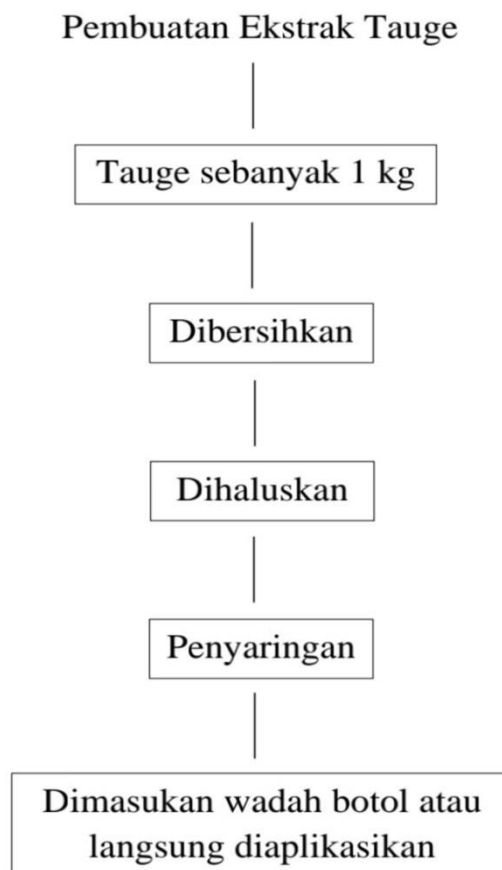 Pembuatan Ekstrak Tauge
Tauge sebanyak 1 kg
Dibersihkan
Dihaluskan
Penyaringan
Dimasukan wadah botol atau
langsung diaplikasikan